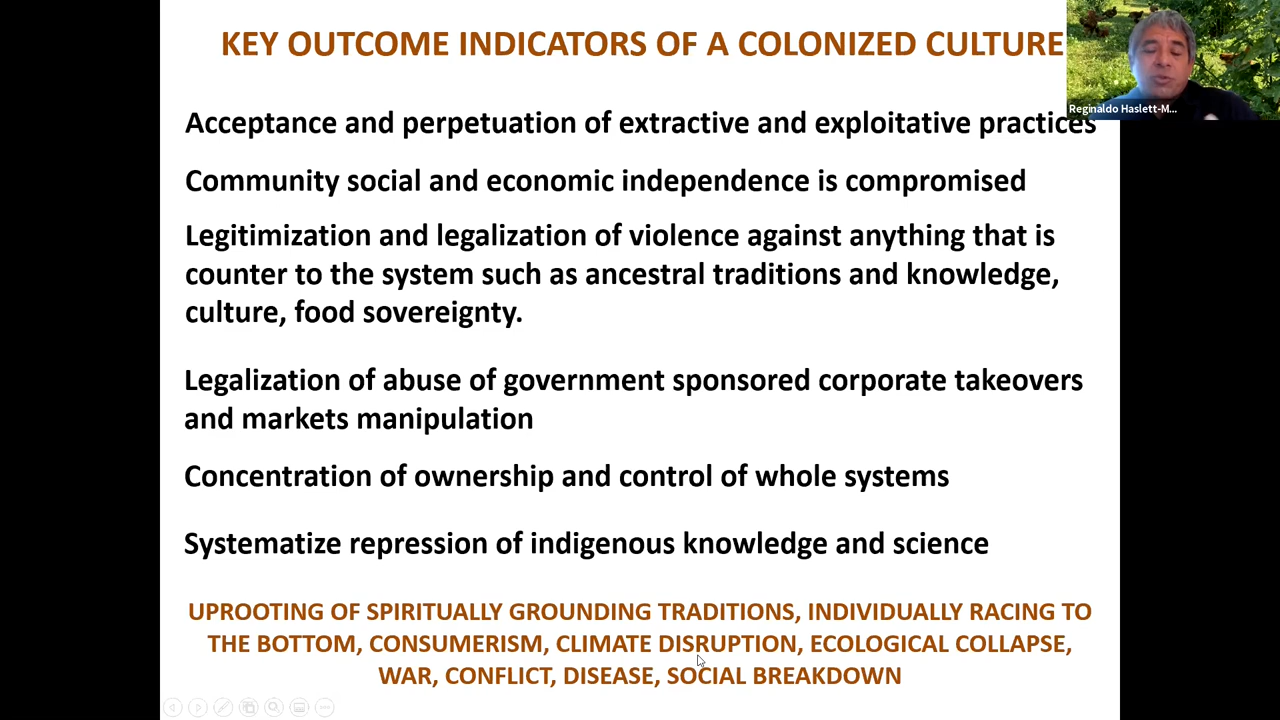 KEY OUTCOME INDICATORS OF A COLONIZED CULTURE
Reginaldo Haslett-M...
Acceptance and perpetuation of extractive and exploitative practices
Community social and economic independence is compromised
Legitimization and legalization of violence against anything that is
counter to the system such as ancestral traditions and knowledge,
culture, food sovereignty.
Legalization of abuse of government sponsored corporate takeovers
and markets manipulation
Concentration of ownership and control of whole systems
Systematize repression of indigenous knowledge and science
UPROOTING OF SPIRITUALLY GROUNDING TRADITIONS, INDIVIDUALLY RACING TO
THE BOTTOM, CONSUMERISM, CLIMATE DISRUPTION, ECOLOGICAL COLLAPSE,
WAR, CONFLICT, DISEASE, SOCIAL BREAKDOWN